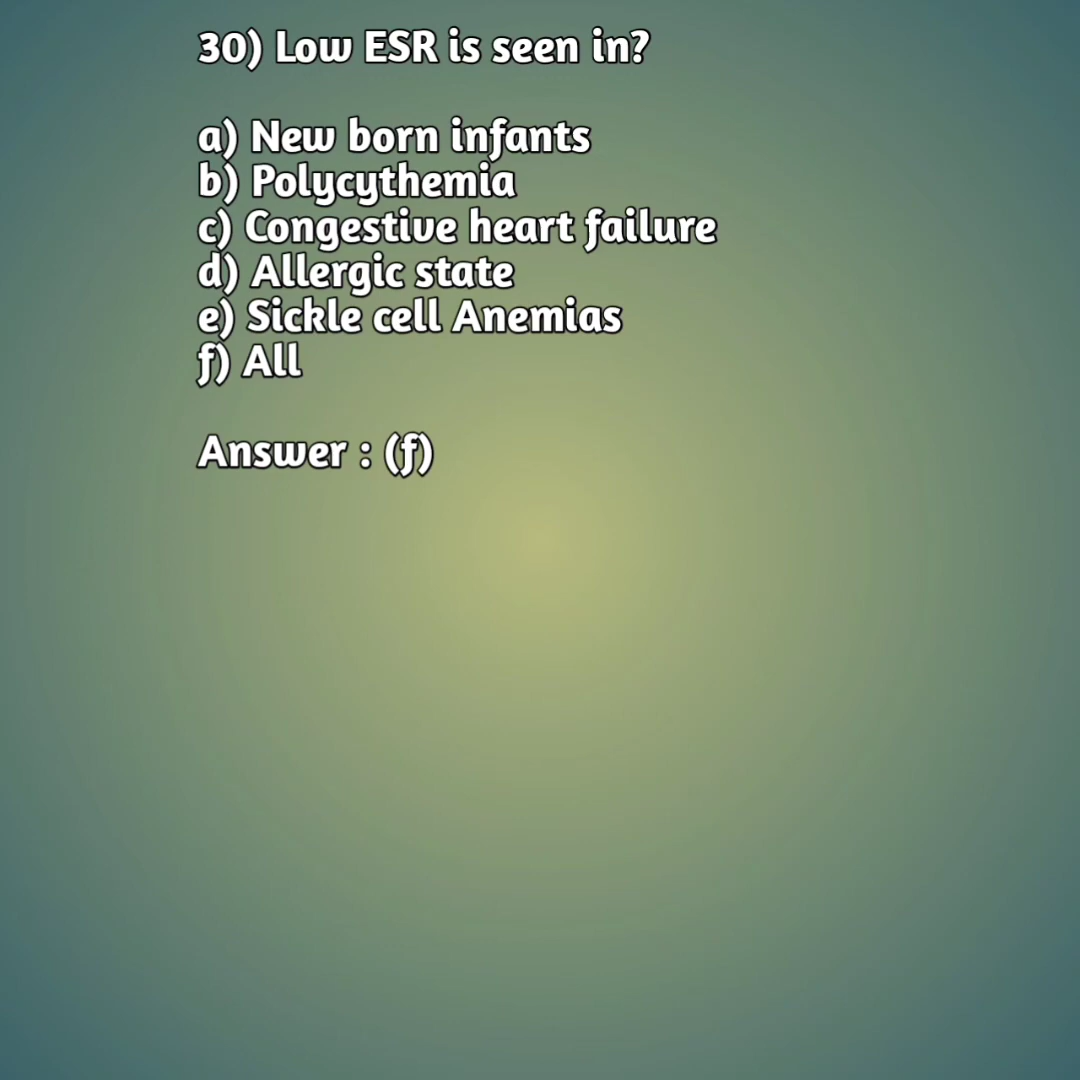 30) Low ESR is seen in?
a) New born infants
b) Polycythemia
c) Congestive heart failure
d) Allergic state
e) Sickle cell Anemias
f) All
Answer : (f)